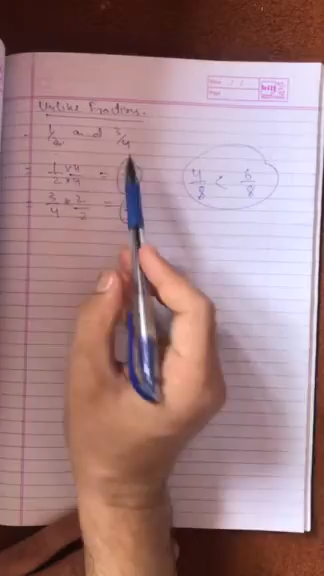 Unlike Fractions.
- 1/2 and 3/4
= 1/2 × 4/4 =
= 3/4 × 2/2 =
4/8 < 6/8